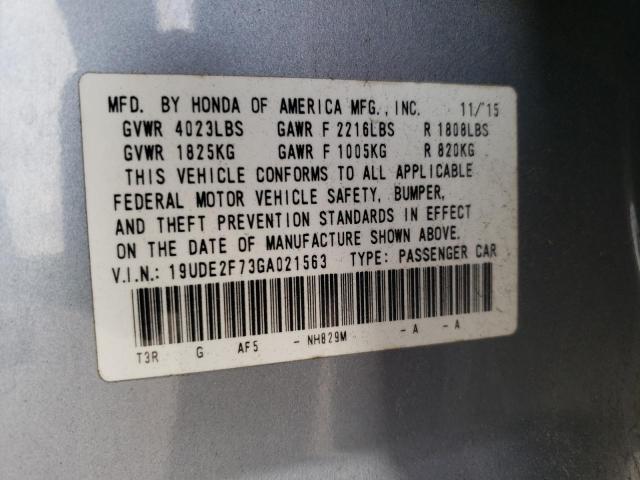 MFD. BY HONDA OF AMERICA MFG., INC. 11/'15
GVWR 4023LBS GAWR F 2216LBS R 1808LBS
GVWR 1825KG GAWR F 1005KG R 820KG
THIS VEHICLE CONFORMS TO ALL APPLICABLE
FEDERAL MOTOR VEHICLE SAFETY, BUMPER,
AND THEFT PREVENTION STANDARDS IN EFFECT
ON THE DATE OF MANUFACTURE SHOWN ABOVE.
V.I.N.: 19UDE2F73GA021563 TYPE: PASSENGER CAR
T3R G AF5 - NH829M - A - A